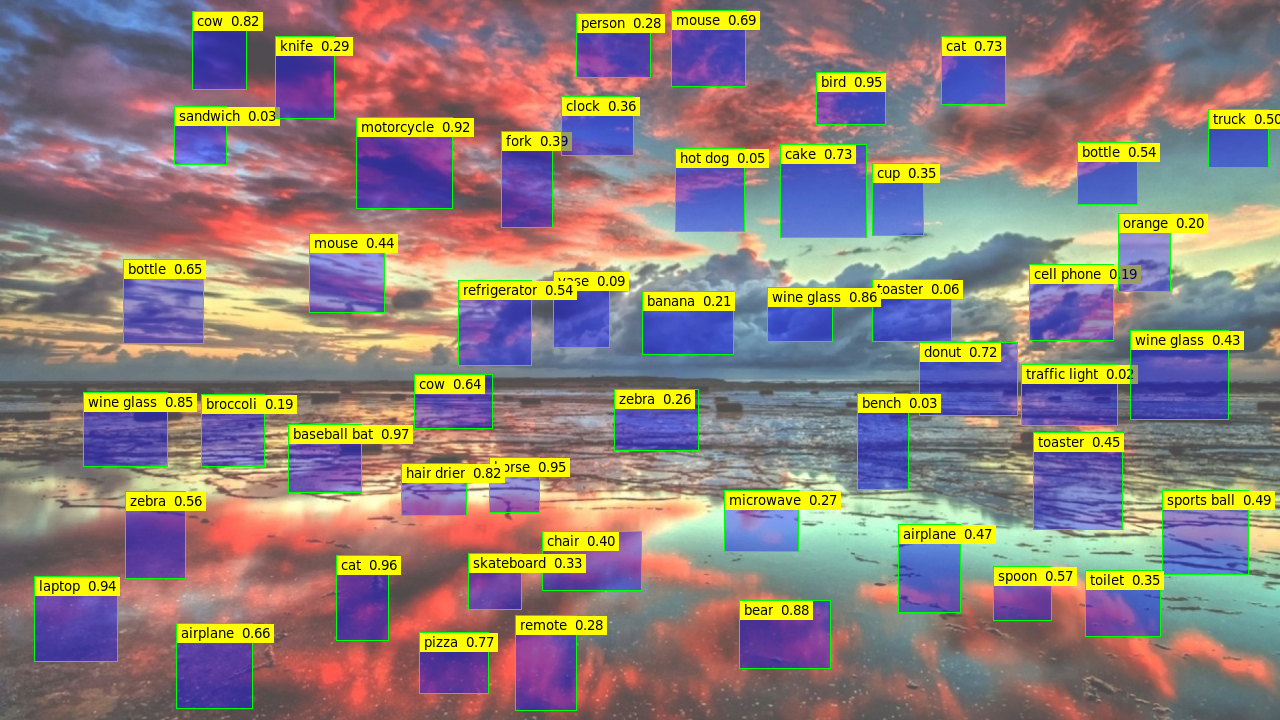 cow 0.82
person 0.28
mouse 0.69
knife 0.29
cat 0.73
bird 0.95
clock 0.36
sandwich 0.03
truck 0.50
motorcycle 0.92
fork 0.39
hot dog 0.05
cake 0.73
bottle 0.54
cup 0.35
orange 0.20
mouse 0.44
bottle 0.65
cell phone 0.19
vase 0.09
refrigerator 0.54
toaster 0.06
wine glass 0.86
banana 0.21
wine glass 0.43
donut 0.72
traffic light 0.02
cow 0.64
zebra 0.26
wine glass 0.85
broccoli 0.19
bench 0.03
baseball bat 0.97
toaster 0.45
horse 0.95
hair drier 0.82
zebra 0.56
microwave 0.27
sports ball 0.49
airplane 0.47
chair 0.40
skateboard 0.33
cat 0.96
spoon 0.57
toilet 0.35
laptop 0.94
bear 0.88
remote 0.28
airplane 0.66
pizza 0.77